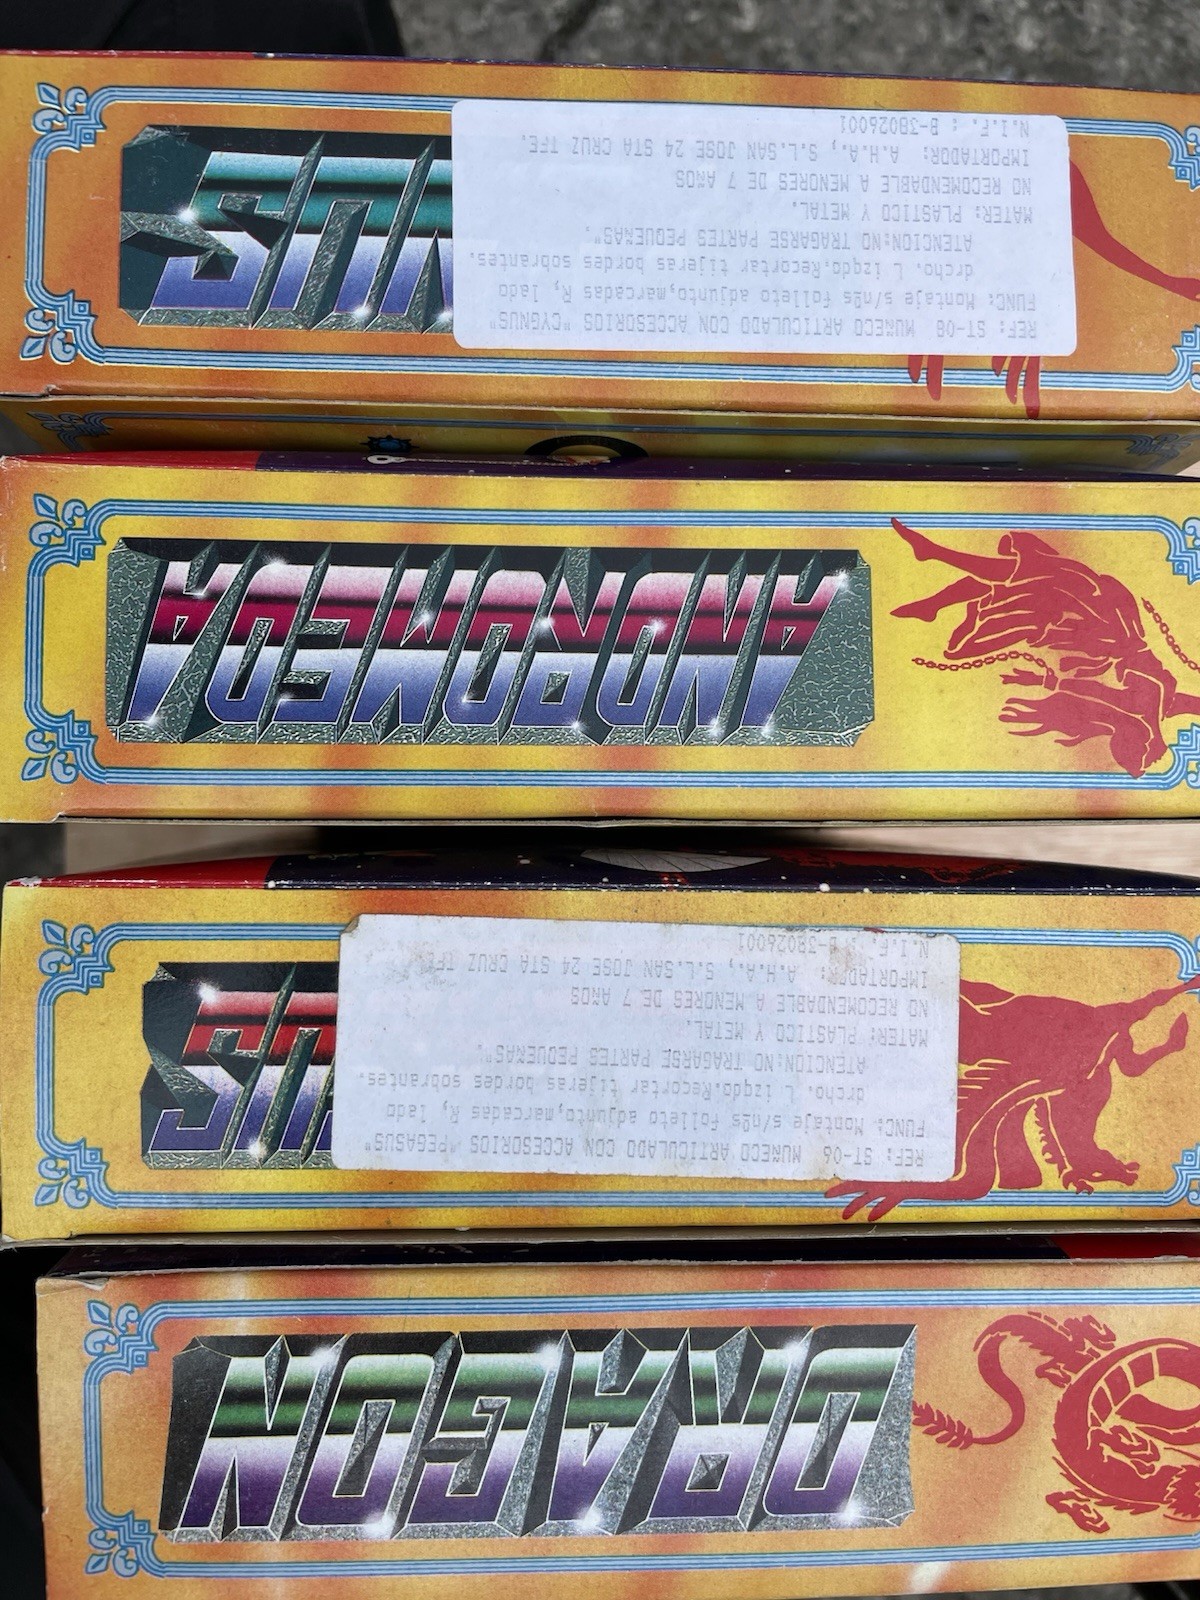 DRAGON
REF: ST-06 MUÑECO ARTICULADO CON ACCESORIOS "PEGASUS"
FUNC: Montaje s/nºs folleto adjunto,marcadas R, lado
drcho. L izqdo.Recortar tijeras bordes sobrantes.
ATENCION:NO TRAGARSE PARTES PEQUEÑAS".
MATER: PLASTICO Y METAL.
NO RECOMENDABLE A MENORES DE 7 AÑOS
IMPORTADOR: A.H.A., S.L.SAN JOSE 24 STA CRUZ TFE.
N.I.F. : B-38026001
US
ANDROMEDA
REF: ST-08 MUÑECO ARTICULADO CON ACCESORIOS "CYGNUS"
FUNC: Montaje s/nºs folleto adjunto,marcadas R, lado
drcho. L izqdo.Recortar tijeras bordes sobrantes.
ATENCION:NO TRAGARSE PARTES PEQUEÑAS".
MATER: PLASTICO Y METAL.
NO RECOMENDABLE A MENORES DE 7 AÑOS
IMPORTADOR: A.H.A., S.L.SAN JOSE 24 STA CRUZ TFE.
N.I.F. : B-38026001
NUS